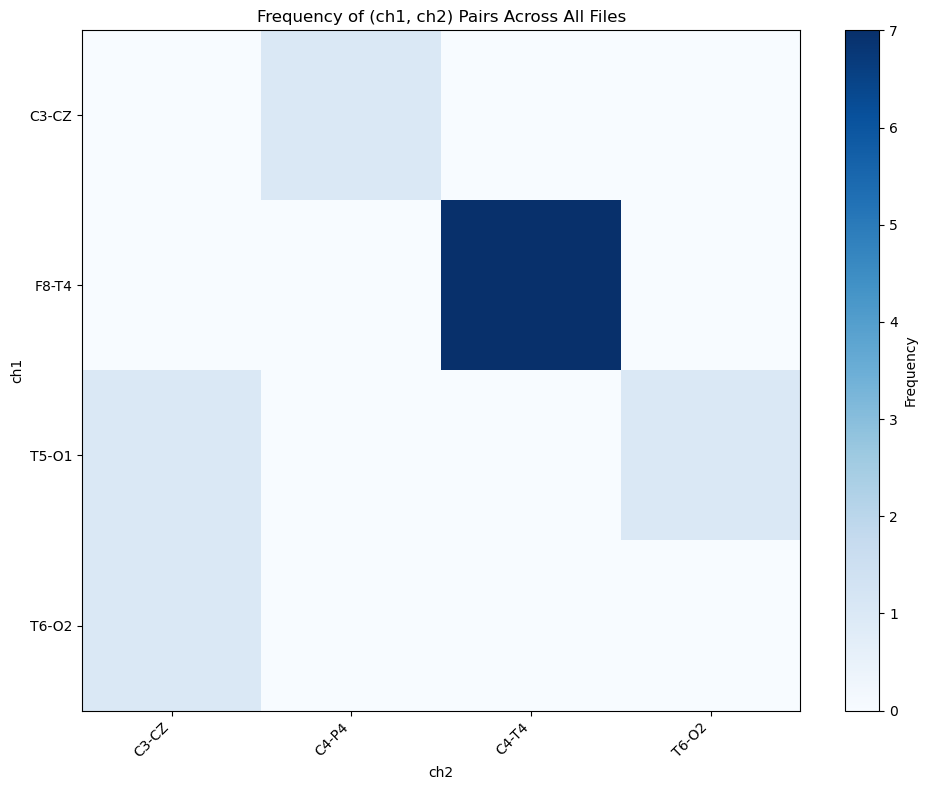 Frequency of (ch1, ch2) Pairs Across All Files
ch1
C3-CZ
F8-T4
T5-O1
T6-O2
C3-CZ
C4-P4
C4-T4
T6-O2
ch2
7
6
5
4
3
2
1
0
Frequency